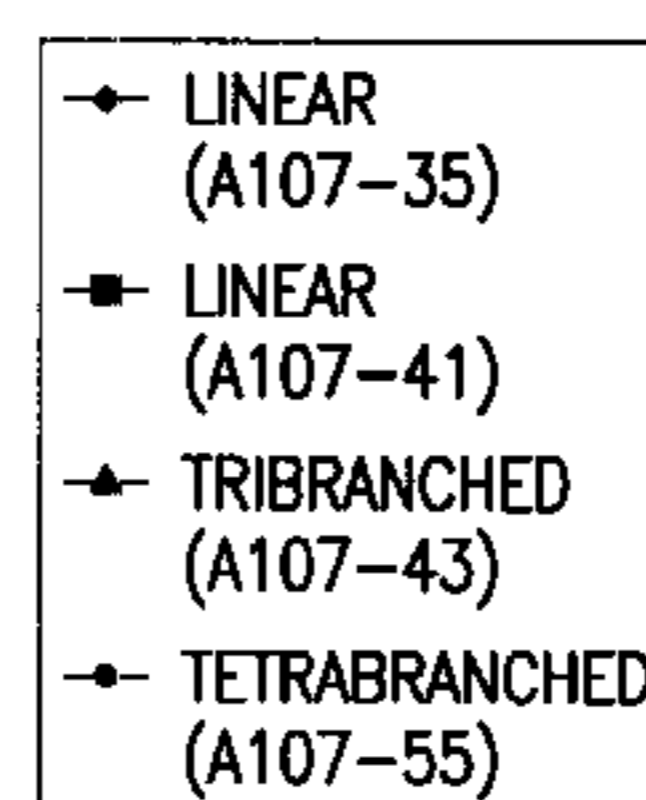 LINEAR
(A107-35)
LINEAR
(A107-41)
TRIBRANCHED
(A107-43)
TETRABRANCHED
(A107-55)